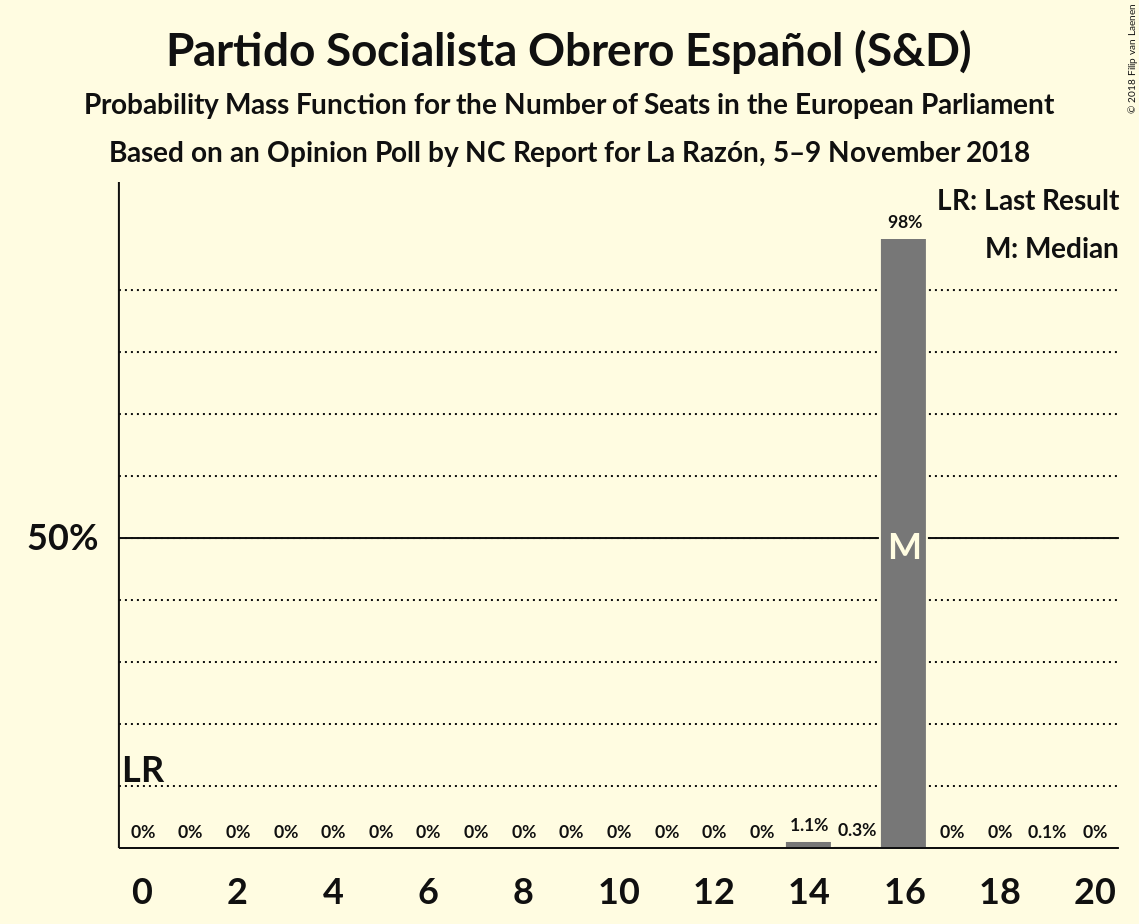 Partido Socialista Obrero Español (S&D)
Probability Mass Function for the Number of Seats in the European Parliament
Based on an Opinion Poll by NC Report for La Razón, 5–9 November 2018
© 2018 Filip van Laenen
LR: Last Result
M: Median
98%
50%
M
LR
0% 0% 0% 0% 0% 0% 0% 0% 0% 0% 0% 0% 0% 0% 1.1% 0.3% 0% 0% 0.1% 0%
0 2 4 6 8 10 12 14 16 18 20